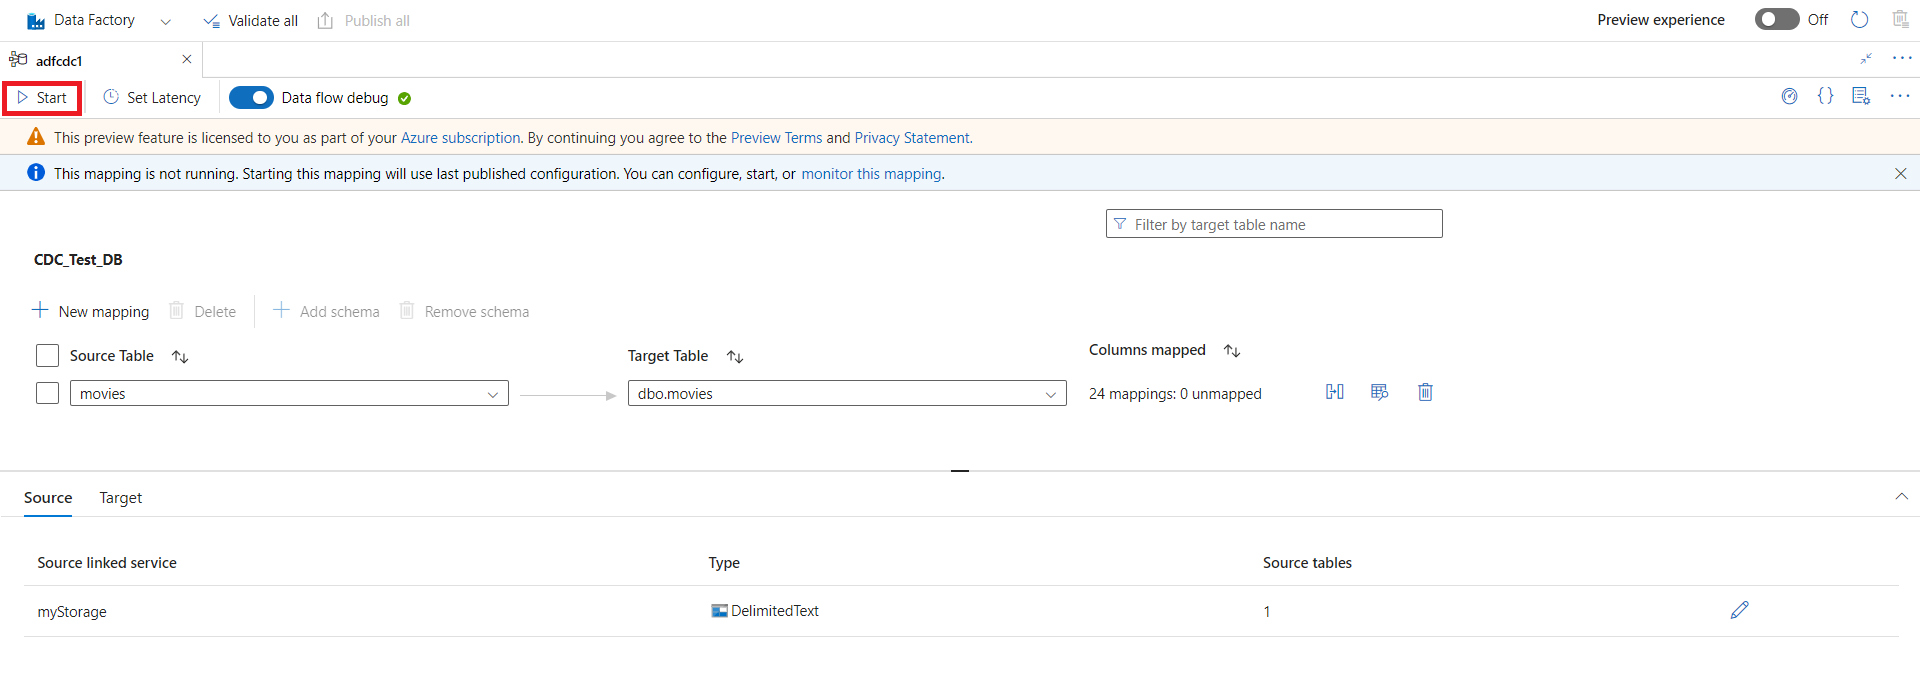 Data Factory Validate all Publish all Preview experience Off
adfcdc1
Start Set Latency Data flow debug
This preview feature is licensed to you as part of your Azure subscription. By continuing you agree to the Preview Terms and Privacy Statement.
This mapping is not running. Starting this mapping will use last published configuration. You can configure, start, or monitor this mapping.
Filter by target table name
CDC_Test_DB
New mapping Delete Add schema Remove schema
Source Table Target Table Columns mapped
movies dbo.movies 24 mappings: 0 unmapped
Source Target
Source linked service Type Source tables
myStorage DelimitedText 1